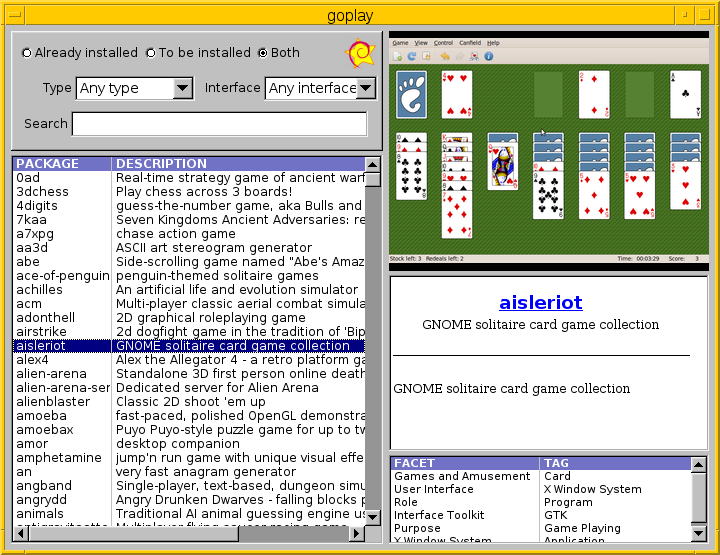 goplay
Already installed To be installed Both
Type Any type Interface Any interface
Search
PACKAGE DESCRIPTION
0ad Real-time strategy game of ancient warf
3dchess Play chess across 3 boards!
4digits guess-the-number game, aka Bulls and
7kaa Seven Kingdoms Ancient Adversaries: re
a7xpg chase action game
aa3d ASCII art stereogram generator
abe Side-scrolling game named "Abe's Amaz
ace-of-penguin penguin-themed solitaire games
achilles An artificial life and evolution simulator
acm Multi-player classic aerial combat simula
adonthell 2D graphical roleplaying game
airstrike 2d dogfight game in the tradition of 'Bip
aisleriot GNOME solitaire card game collection
alex4 Alex the Allegator 4 - a retro platform ga
alien-arena Standalone 3D first person online death
alien-arena-ser Dedicated server for Alien Arena
alienblaster Classic 2D shoot 'em up
amoeba fast-paced, polished OpenGL demonstra
amoebax Puyo Puyo-style puzzle game for up to tw
amor desktop companion
amphetamine jump'n run game with unique visual effe
an very fast anagram generator
angband Single-player, text-based, dungeon simu
angrydd Angry Drunken Dwarves - falling blocks p
animals Traditional AI animal guessing engine us
Game View Control Canfield Help
Stock left: 3 Redeals left: 2 Time: 00:03:29 Score: 3
aisleriot
GNOME solitaire card game collection
GNOME solitaire card game collection
FACET TAG
Games and Amusement Card
User Interface X Window System
Role Program
Interface Toolkit GTK
Purpose Game Playing
X Window System Application